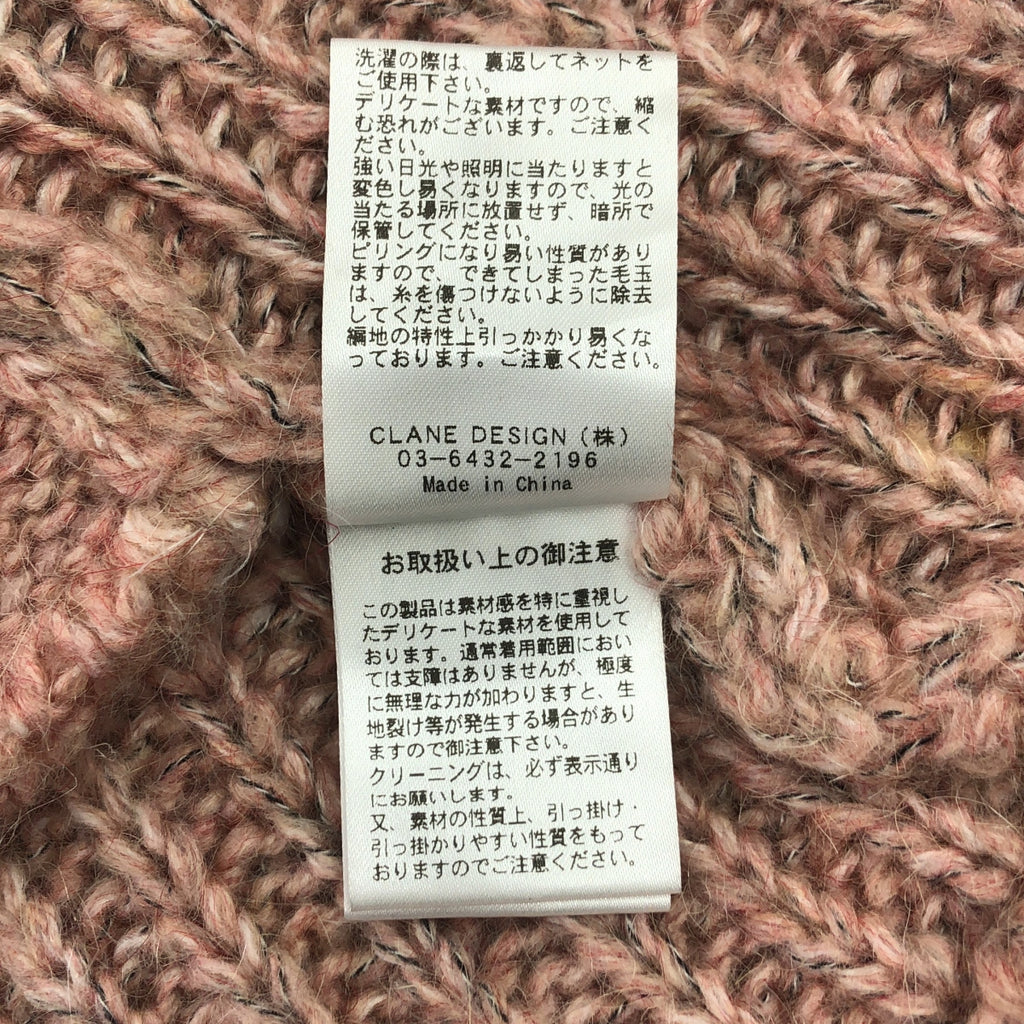 洗濯の際は、裏返してネットを
ご使用下さい。
デリケートな素材ですので、縮
む恐れがございます。ご注意く
ださい。
強い日光や照明に当たりますと
変色し易くなりますので、光の
当たる場所に放置せず、暗所で
保管してください。
ピリングになり易い性質があり
ますので、できてしまった毛玉
は、糸を傷つけないように除去
してください。
編地の特性上引っかかり易くな
っております。ご注意ください。
CLANE DESIGN (株)
03-6432-2196
Made in China
お取扱い上の御注意
この製品は素材感を特に重視し
たデリケートな素材を使用して
おります。通常着用範囲におい
ては支障はありませんが、極度
に無理な力が加わりますと、生
地裂け等が発生する場合があり
ますので御注意下さい。
クリーニングは、必ず表示通り
にお願いします。
又、素材の性質上、引っ掛け・
引っ掛かりやすい性質をもって
おりますのでご注意ください。